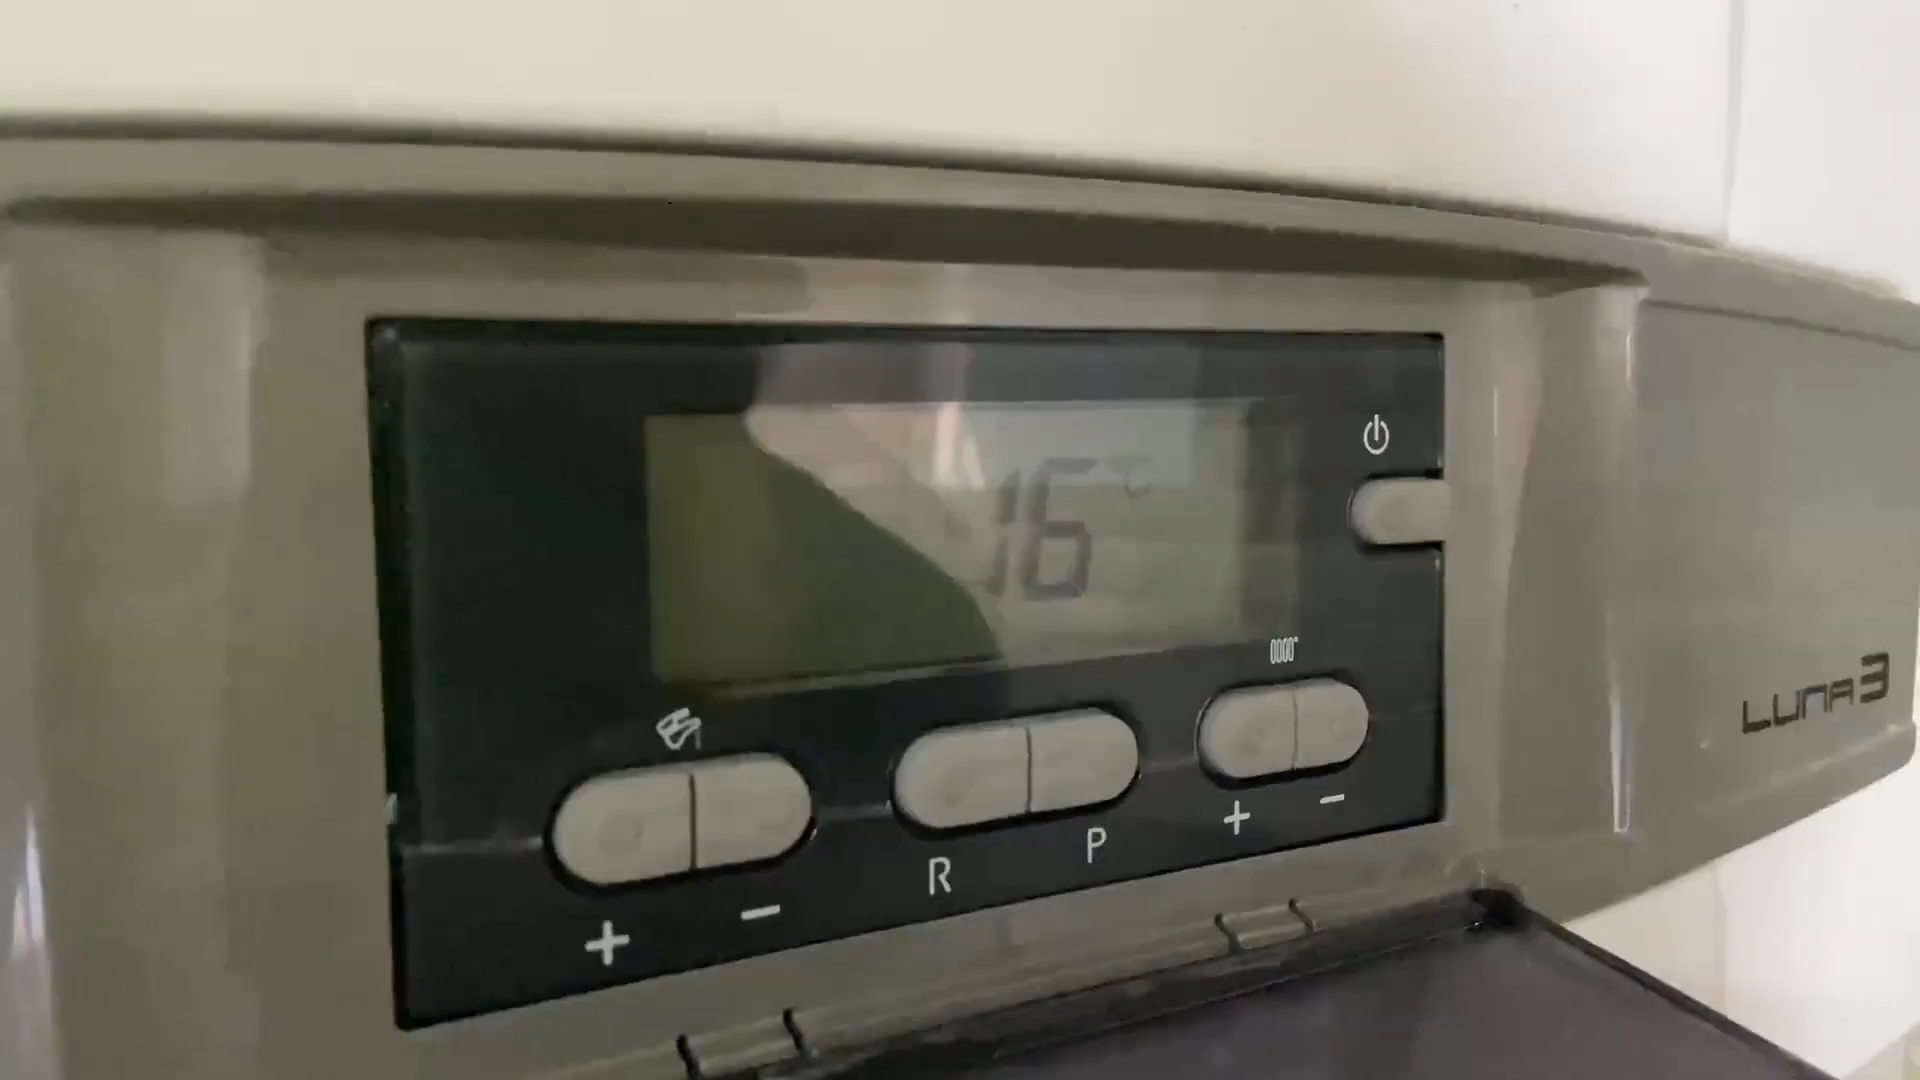 16°C
LUNA3
R P
+ -
+ -